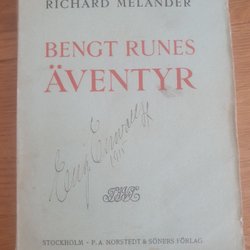 RICHARD MELANDER
BENGT RUNES
ÄVENTYR
STOCKHOLM - P. A. NORSTEDT & SÖNERS FÖRLAG